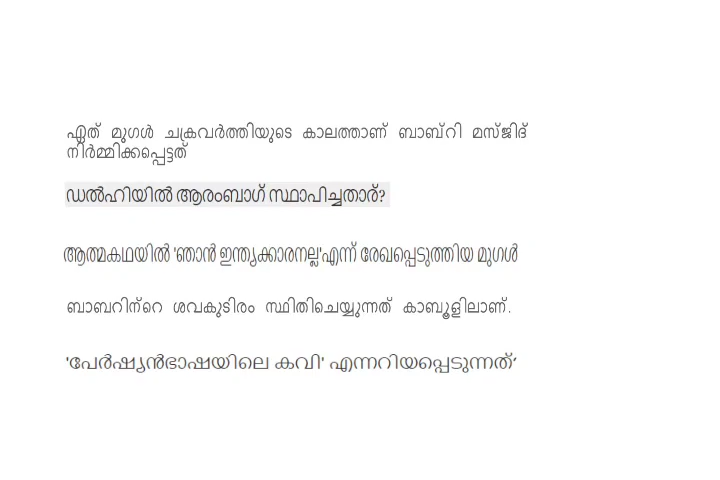 ഏത് മുഗൾ ചക്രവർത്തിയുടെ കാലത്താണ് ബാബ്റി മസ്ജിദ്
നിർമ്മിക്കപ്പെട്ടത്
ഡൽഹിയിൽ ആരംബാഗ് സ്ഥാപിച്ചതാര്?
ആത്മകഥയിൽ 'ഞാൻ ഇന്ത്യക്കാരനല്ല'എന്ന് രേഖപ്പെടുത്തിയ മുഗൾ
ബാബറിന്റെ ശവകുടിരം സ്ഥിതിചെയ്യുന്നത് കാബൂളിലാണ്.
'പേർഷ്യൻഭാഷയിലെ കവി' എന്നറിയപ്പെടുന്നത്'